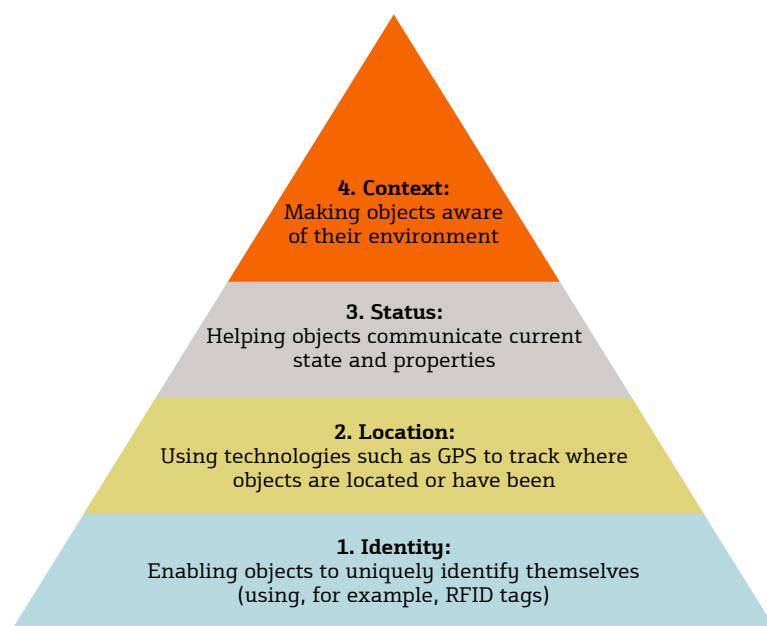 4. Context:
Making objects aware
of their environment
3. Status:
Helping objects communicate current
state and properties
2. Location:
Using technologies such as GPS to track where
objects are located or have been
1. Identity:
Enabling objects to uniquely identify themselves
(using, for example, RFID tags)